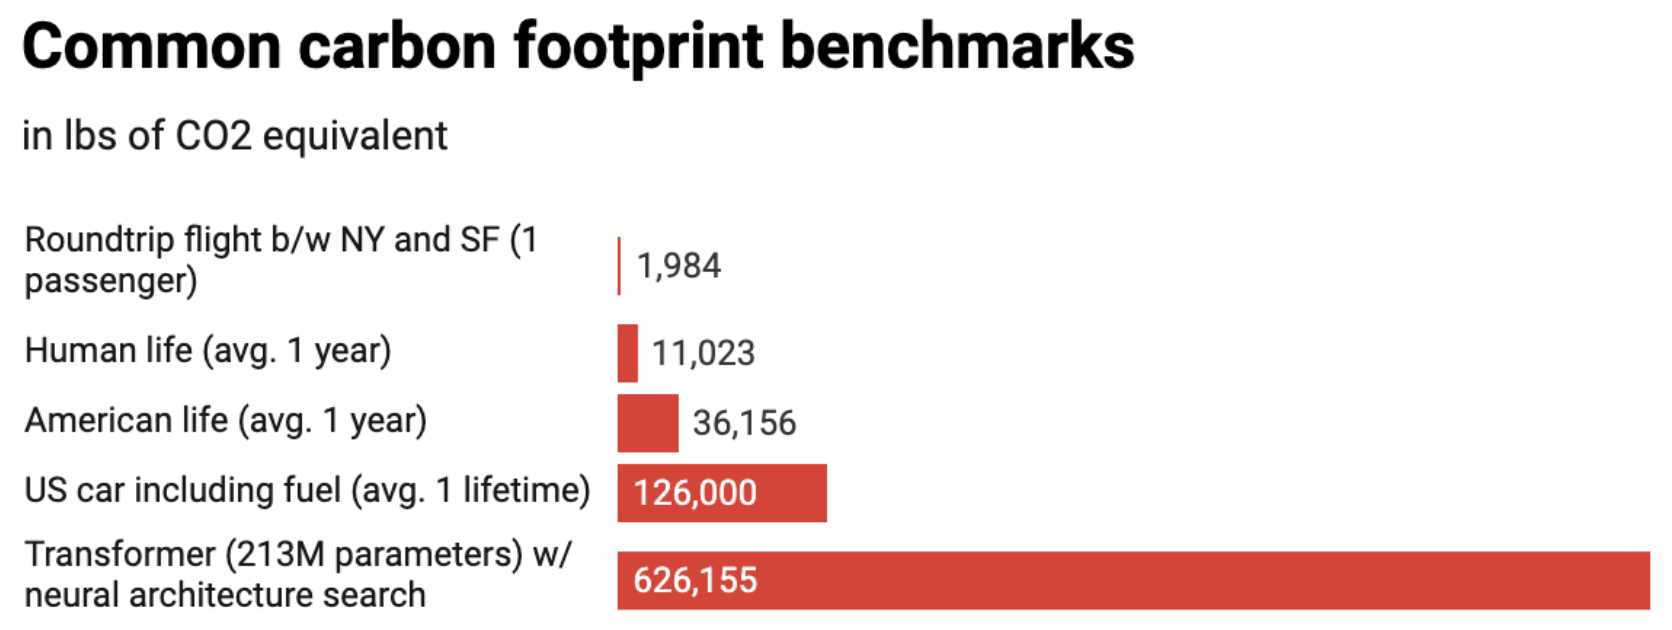 Common carbon footprint benchmarks
in lbs of CO2 equivalent
Roundtrip flight b/w NY and SF (1
passenger)
1,984
Human life (avg. 1 year)
11,023
American life (avg. 1 year)
36,156
US car including fuel (avg. 1 lifetime)
126,000
Transformer (213M parameters) w/
neural architecture search
626,155